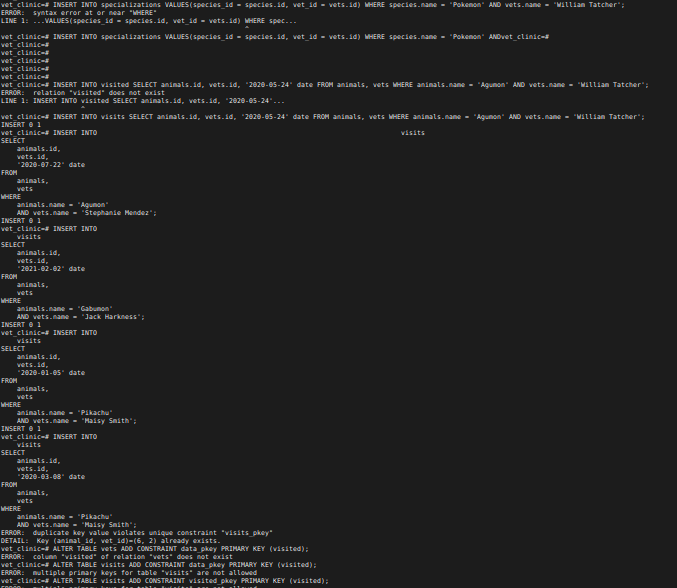 vet_clinic=# INSERT INTO specializations VALUES(species_id = species.id, vet_id = vets.id) WHERE species.name = 'Pokemon' AND vets.name = 'William Tatcher';
ERROR:  syntax error at or near "WHERE"
LINE 1: ...VALUES(species_id = species.id, vet_id = vets.id) WHERE spec...
^
vet_clinic=# INSERT INTO specializations VALUES(species_id = species.id, vet_id = vets.id) WHERE species.name = 'Pokemon' ANDvet_clinic=#
vet_clinic=#
vet_clinic=#
vet_clinic=#
vet_clinic=#
vet_clinic=#
vet_clinic=# INSERT INTO visited SELECT animals.id, vets.id, '2020-05-24' date FROM animals, vets WHERE animals.name = 'Agumon' AND vets.name = 'William Tatcher';
ERROR:  relation "visited" does not exist
LINE 1: INSERT INTO visited SELECT animals.id, vets.id, '2020-05-24'...
^
vet_clinic=# INSERT INTO visits SELECT animals.id, vets.id, '2020-05-24' date FROM animals, vets WHERE animals.name = 'Agumon' AND vets.name = 'William Tatcher';
INSERT 0 1
vet_clinic=# INSERT INTO visits
SELECT
animals.id,
vets.id,
'2020-07-22' date
FROM
animals,
vets
WHERE
animals.name = 'Agumon'
AND vets.name = 'Stephanie Mendez';
INSERT 0 1
vet_clinic=# INSERT INTO
visits
SELECT
animals.id,
vets.id,
'2021-02-02' date
FROM
animals,
vets
WHERE
animals.name = 'Gabumon'
AND vets.name = 'Jack Harkness';
INSERT 0 1
vet_clinic=# INSERT INTO
visits
SELECT
animals.id,
vets.id,
'2020-01-05' date
FROM
animals,
vets
WHERE
animals.name = 'Pikachu'
AND vets.name = 'Maisy Smith';
INSERT 0 1
vet_clinic=# INSERT INTO
visits
SELECT
animals.id,
vets.id,
'2020-03-08' date
FROM
animals,
vets
WHERE
animals.name = 'Pikachu'
AND vets.name = 'Maisy Smith';
ERROR:  duplicate key value violates unique constraint "visits_pkey"
DETAIL:  Key (animal_id, vet_id)=(6, 2) already exists.
vet_clinic=# ALTER TABLE vets ADD CONSTRAINT data_pkey PRIMARY KEY (visited);
ERROR:  column "visited" of relation "vets" does not exist
vet_clinic=# ALTER TABLE visits ADD CONSTRAINT data_pkey PRIMARY KEY (visited);
ERROR:  multiple primary keys for table "visits" are not allowed
vet_clinic=# ALTER TABLE visits ADD CONSTRAINT visited_pkey PRIMARY KEY (visited);